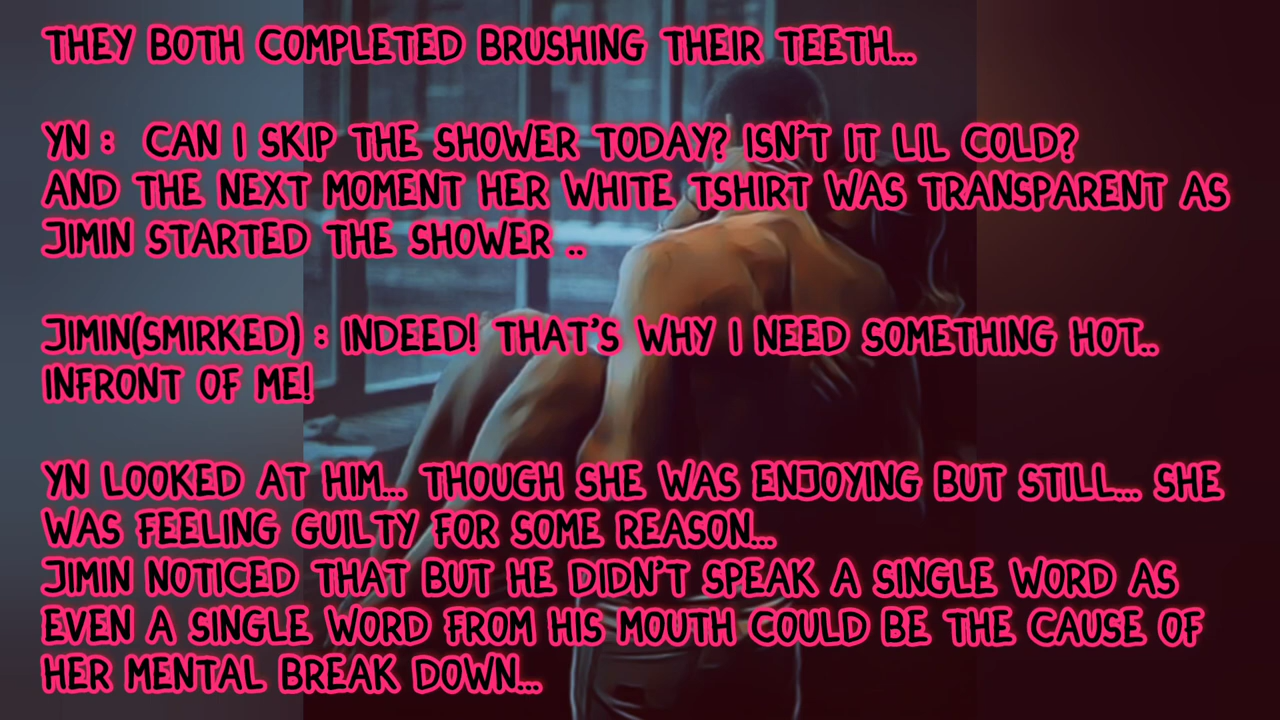 THEY BOTH COMPLETED BRUSHING THEIR TEETH...
YN : CAN I SKIP THE SHOWER TODAY? ISN'T IT LIL COLD?
AND THE NEXT MOMENT HER WHITE TSHIRT WAS TRANSPARENT AS
JIMIN STARTED THE SHOWER ..
JIMIN(SMIRKED) : INDEED! THAT'S WHY I NEED SOMETHING HOT..
INFRONT OF ME!
YN LOOKED AT HIM... THOUGH SHE WAS ENJOYING BUT STILL... SHE
WAS FEELING GUILTY FOR SOME REASON...
JIMIN NOTICED THAT BUT HE DIDN'T SPEAK A SINGLE WORD AS
EVEN A SINGLE WORD FROM HIS MOUTH COULD BE THE CAUSE OF
HER MENTAL BREAK DOWN...